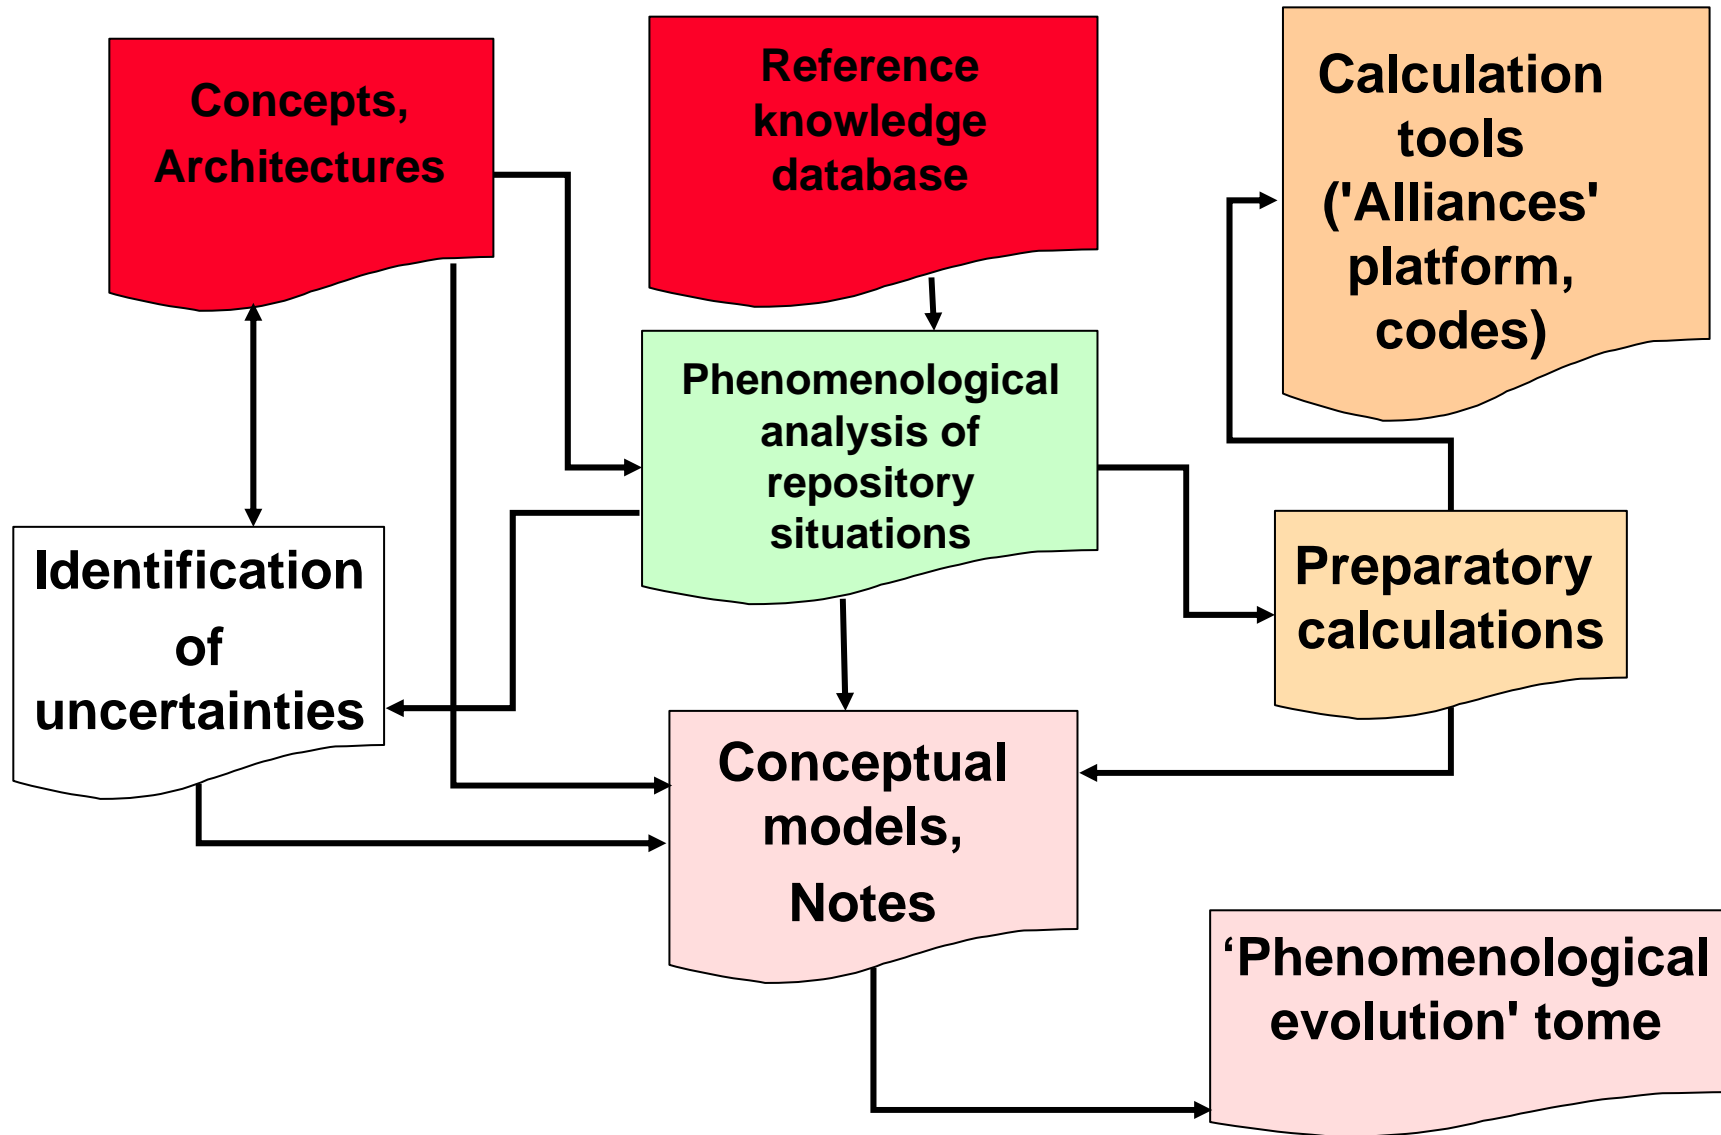 Concepts,
Architectures
Reference
knowledge
database
Calculation
tools
('Alliances'
platform,
codes)
Phenomenological
analysis of
repository
situations
Identification
of
uncertainties
Preparatory
calculations
Conceptual
models,
Notes
‘Phenomenological
evolution' tome